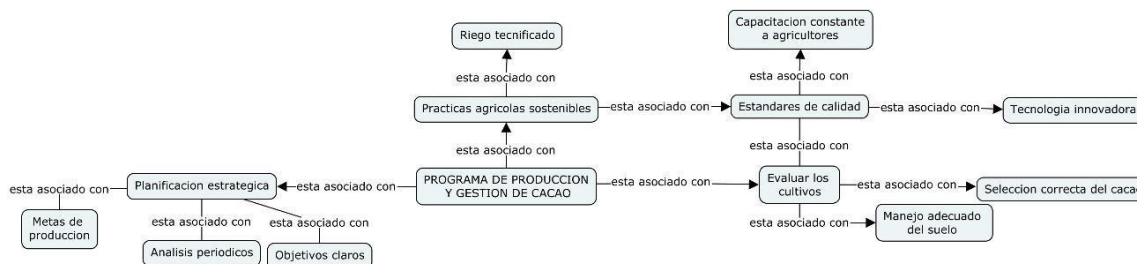 Capacitacion constante
a agricultores
Riego tecnificado
esta asociado con
esta asociado con
Practicas agricolas sostenibles
esta asociado con
Estandares de calidad
esta asociado con
Tecnologia innovadora
esta asociado con
esta asociado con
Planificacion estrategica
esta asociado con
PROGRAMA DE PRODUCCION
Y GESTION DE CACAO
esta asociado con
Evaluar los
cultivos
esta asociado con
Seleccion correcta del cacao
esta asociado con
Metas de
produccion
esta asociado con
esta asociado con
Analisis periodicos
Objetivos claros
esta asociado con
Manejo adecuado
del suelo